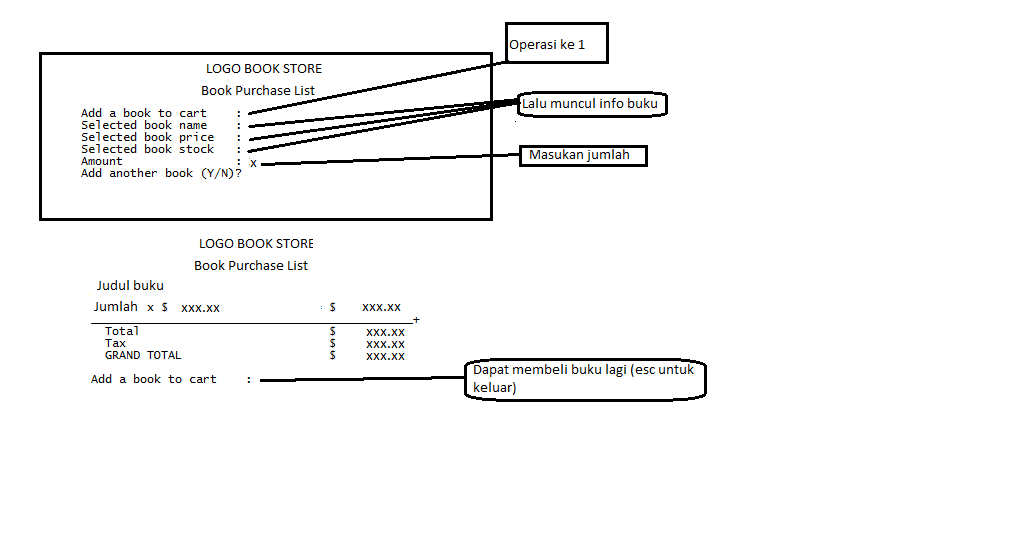 Operasi ke 1
LOGO BOOK STORE
Book Purchase List
Add a book to cart :
Selected book name :
Selected book price :
Selected book stock :
Amount : x
Add another book (Y/N)?
Lalu muncul info buku
Masukan jumlah
LOGO BOOK STORE
Book Purchase List
Judul buku
Jumlah x $ xxx.xx : $ xxx.xx
+
Total $ xxx.xx
Tax $ xxx.xx
GRAND TOTAL $ xxx.xx
Add a book to cart :
Dapat membeli buku lagi (esc untuk
keluar)